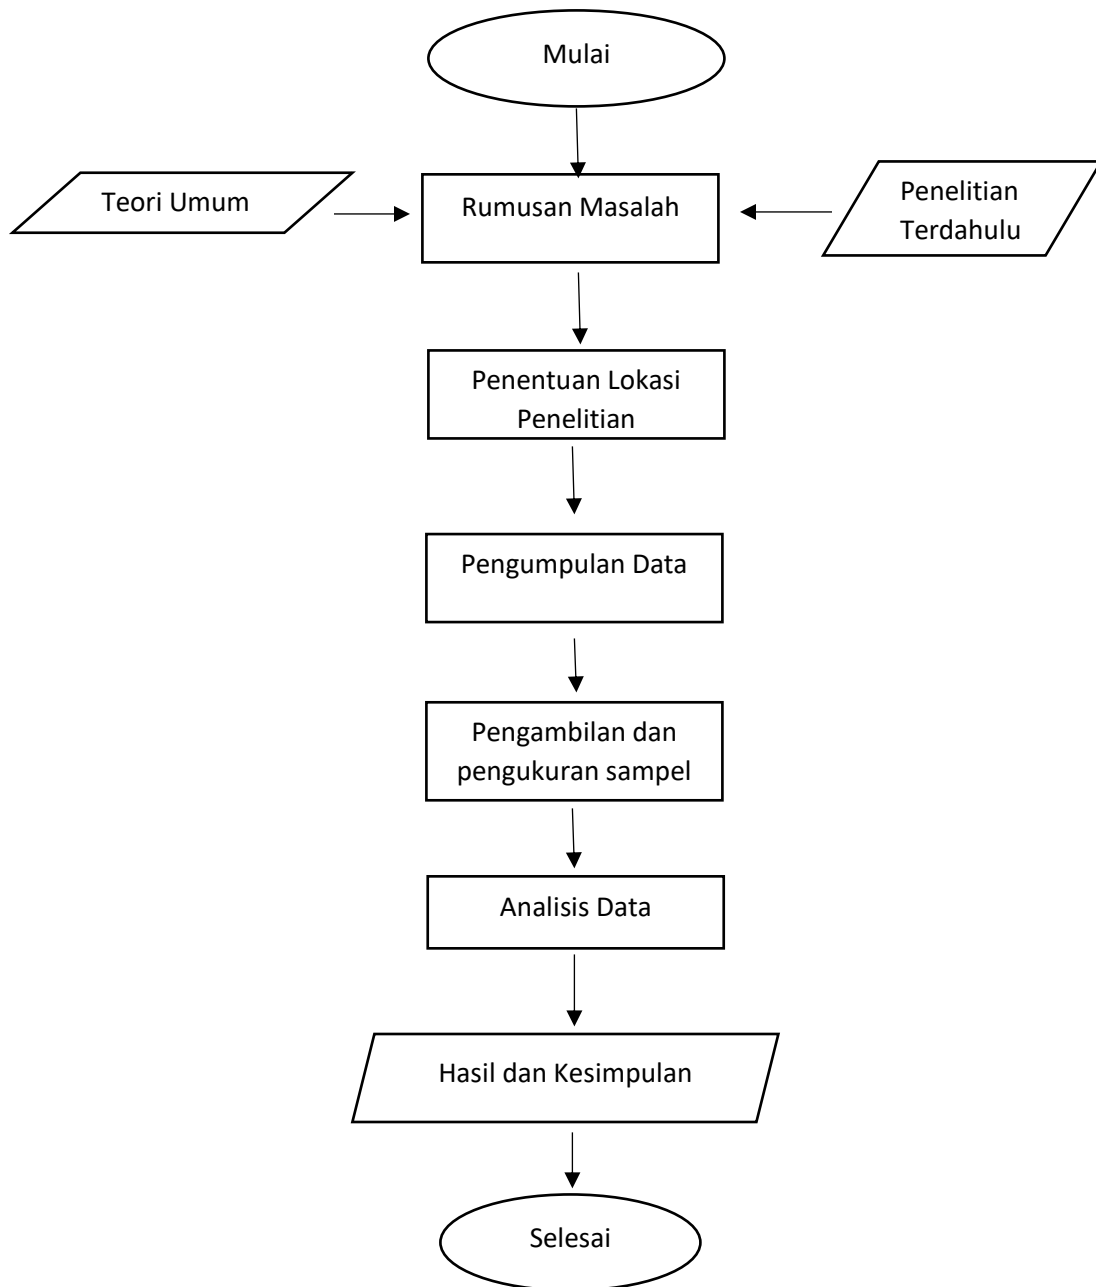 Mulai
Teori Umum
Rumusan Masalah
Penelitian
Terdahulu
Penentuan Lokasi
Penelitian
Pengumpulan Data
Pengambilan dan
pengukuran sampel
Analisis Data
Hasil dan Kesimpulan
Selesai